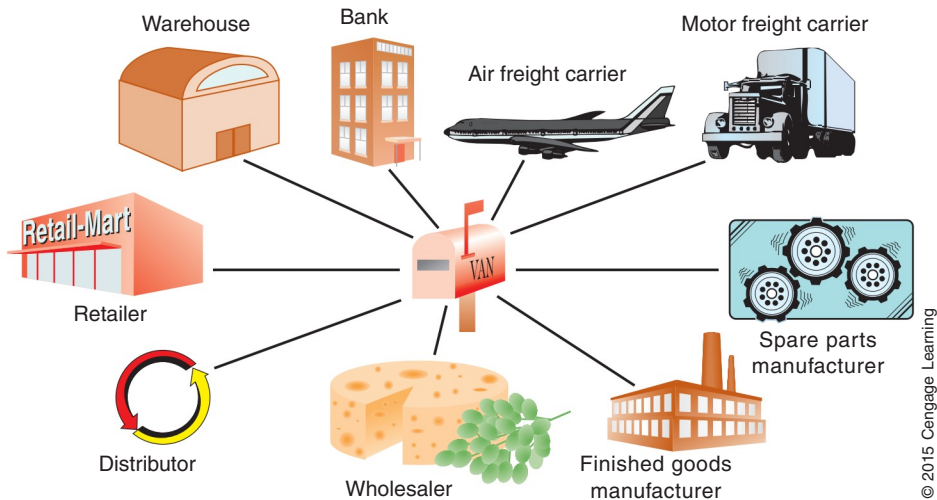 Warehouse
Bank
Air freight carrier
Motor freight carrier
Retail-Mart
Retailer
VAN
Spare parts
manufacturer
Distributor
Wholesaler
Finished goods
manufacturer
© 2015 Cengage Learning